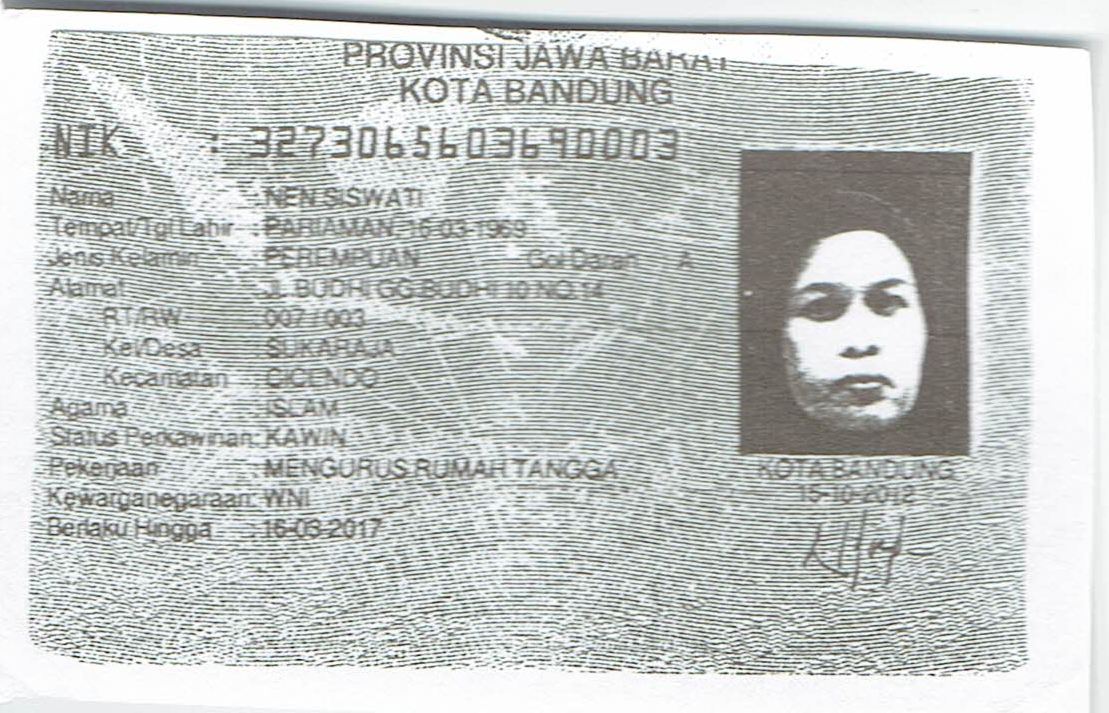 PROVINSI JAWA BARAT
KOTA BANDUNG
NIK : 3273065603690003
Nama : NEN SISWATI
Tempat/Tgl Lahir : PARIAMAN, 16-03-1969
Jenis Kelamin : PEREMPUAN Gol Darah A
Alamat JL BUDHI GG.BUDHI 10 NO.14
RT/RW 007 / 003
Kel/Desa : SUKARAJA
Kecamatan : CICENDO
Agama : ISLAM
Status Perkawinan: KAWIN
Pekerjaan : MENGURUS RUMAH TANGGA
Kewarganegaraan: WNI
Berlaku Hingga : 16-03-2017
KOTA BANDUNG
15-10-2012